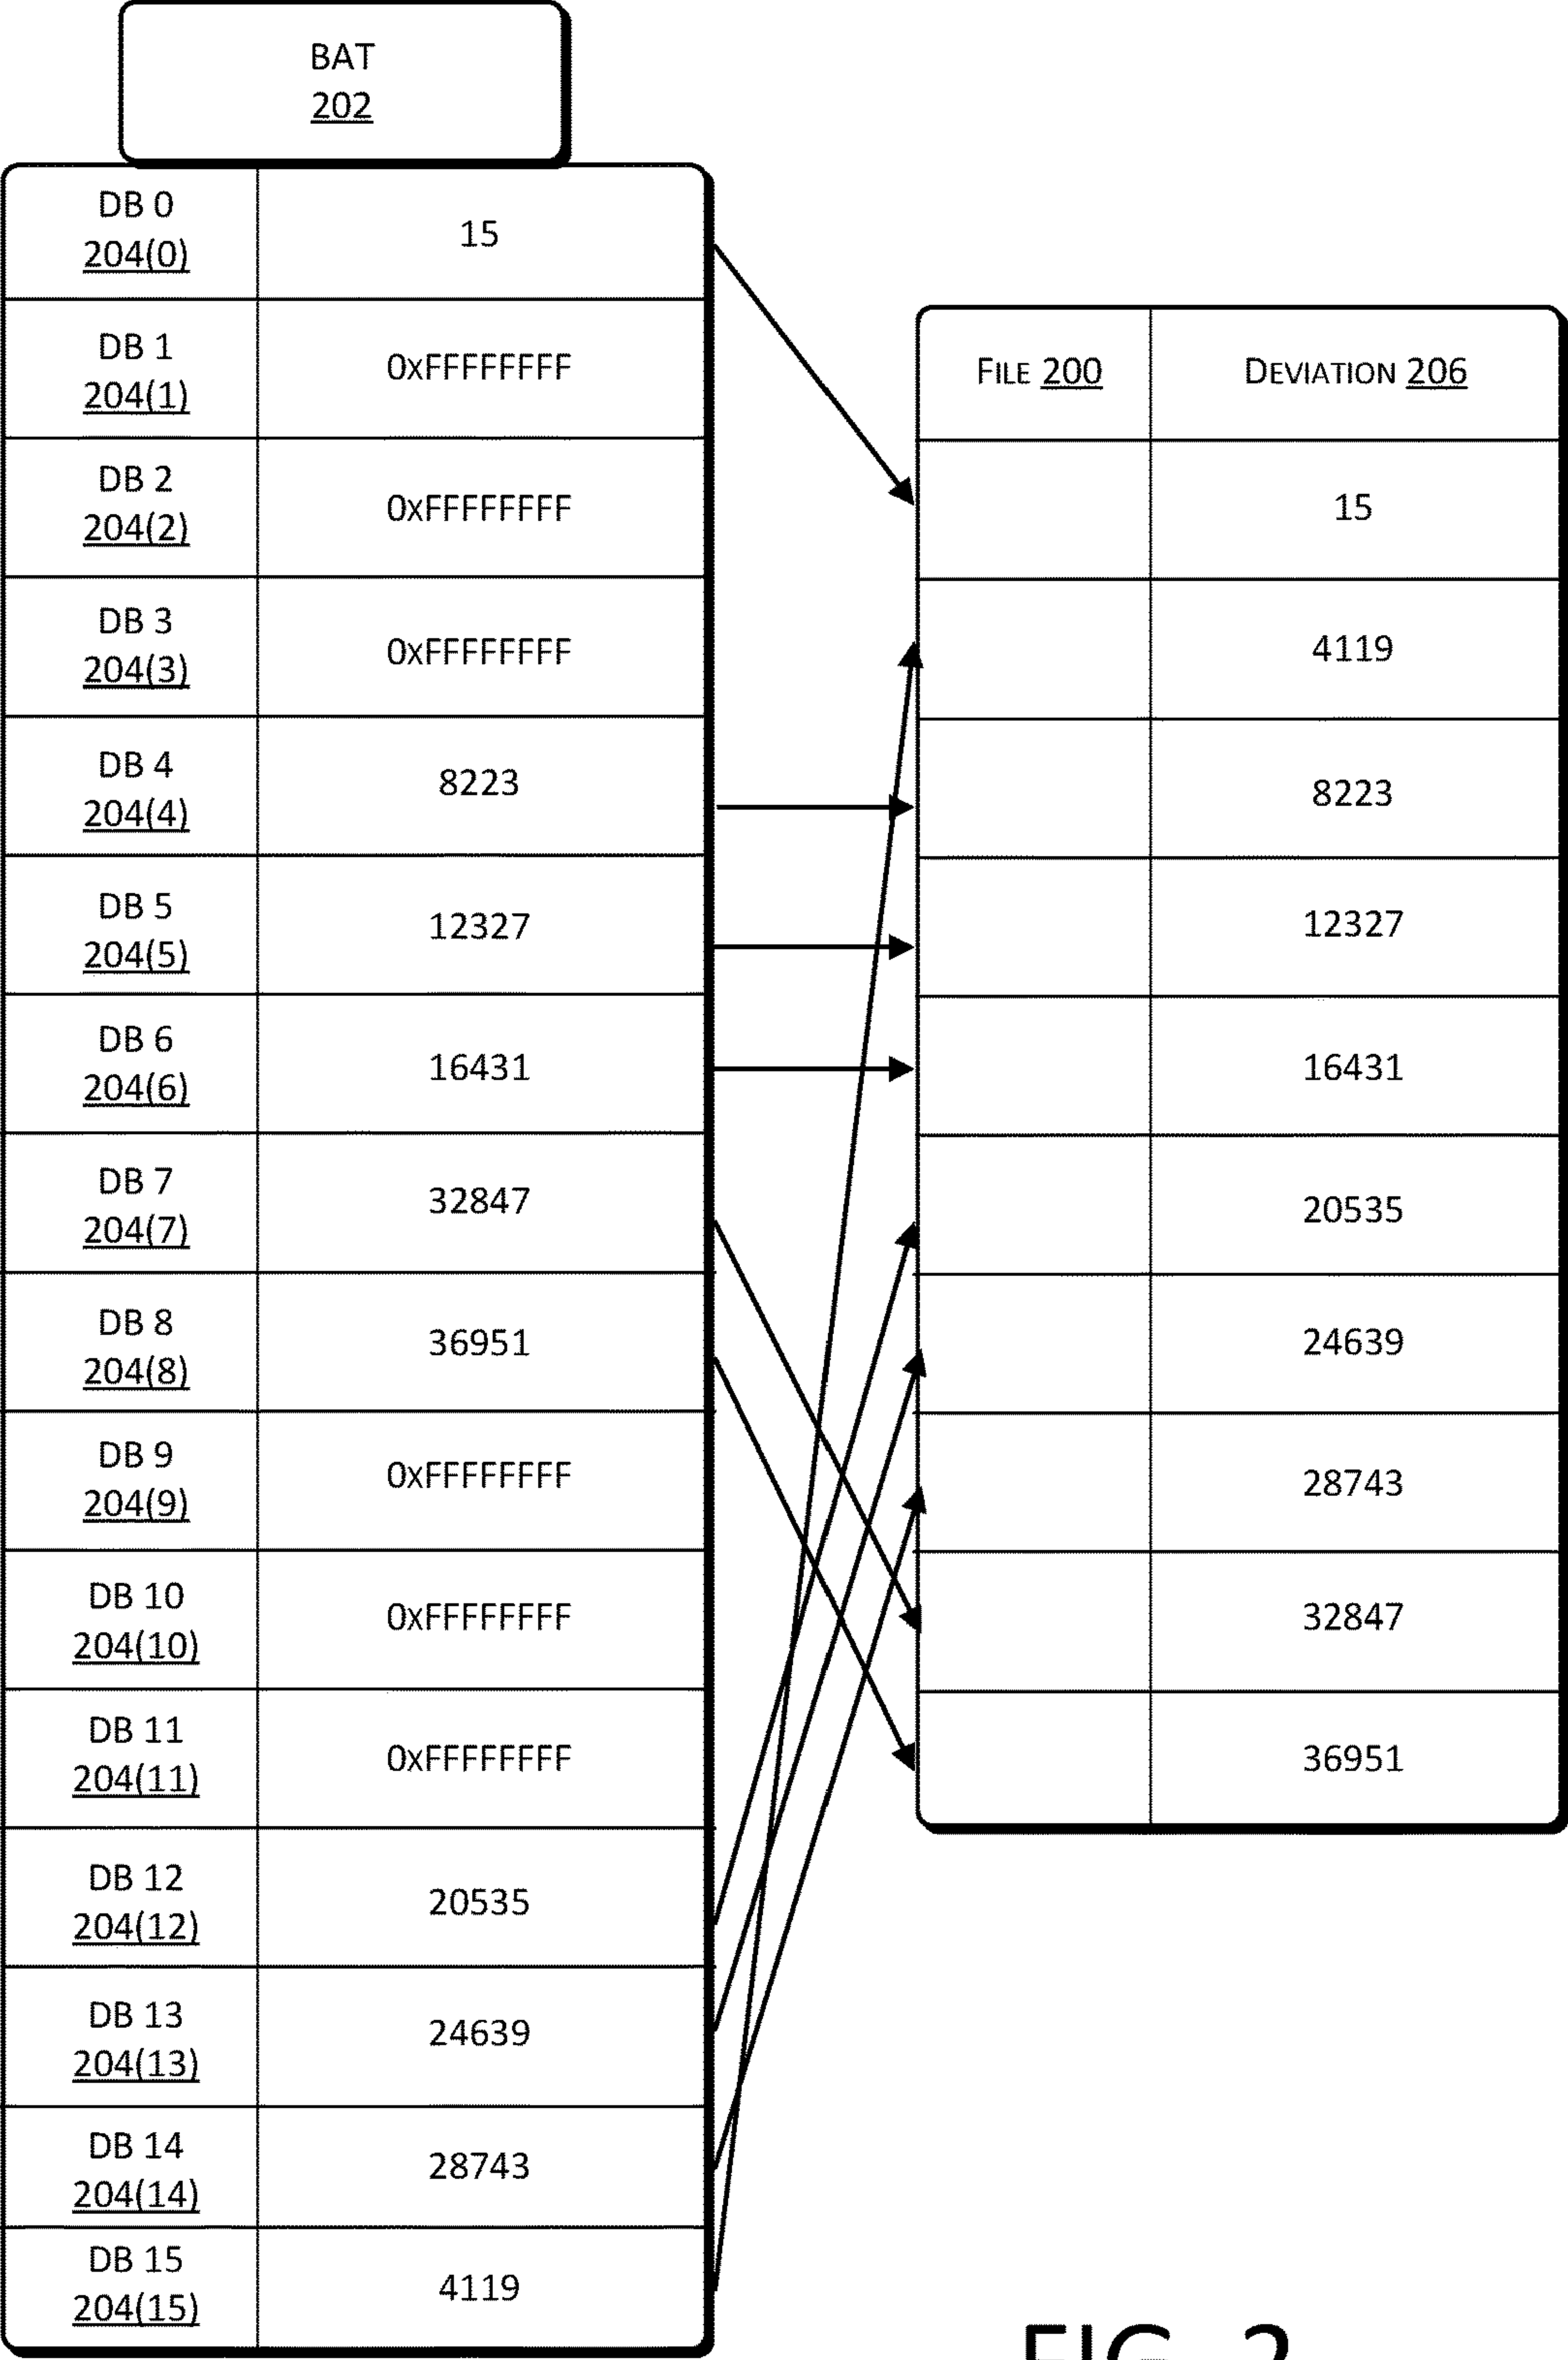 BAT
202
DB 0
204(0)
15
DB 1
204(1)
0xFFFFFFFF
DB 2
204(2)
0xFFFFFFFF
DB 3
204(3)
0xFFFFFFFF
DB 4
204(4)
8223
DB 5
204(5)
12327
DB 6
204(6)
16431
DB 7
204(7)
32847
DB 8
204(8)
36951
DB 9
204(9)
0xFFFFFFFF
DB 10
204(10)
0xFFFFFFFF
DB 11
204(11)
0xFFFFFFFF
DB 12
204(12)
20535
DB 13
204(13)
24639
DB 14
204(14)
28743
DB 15
204(15)
4119
FILE 200 DEVIATION 206
15
4119
8223
12327
16431
20535
24639
28743
32847
36951
FIG. 2